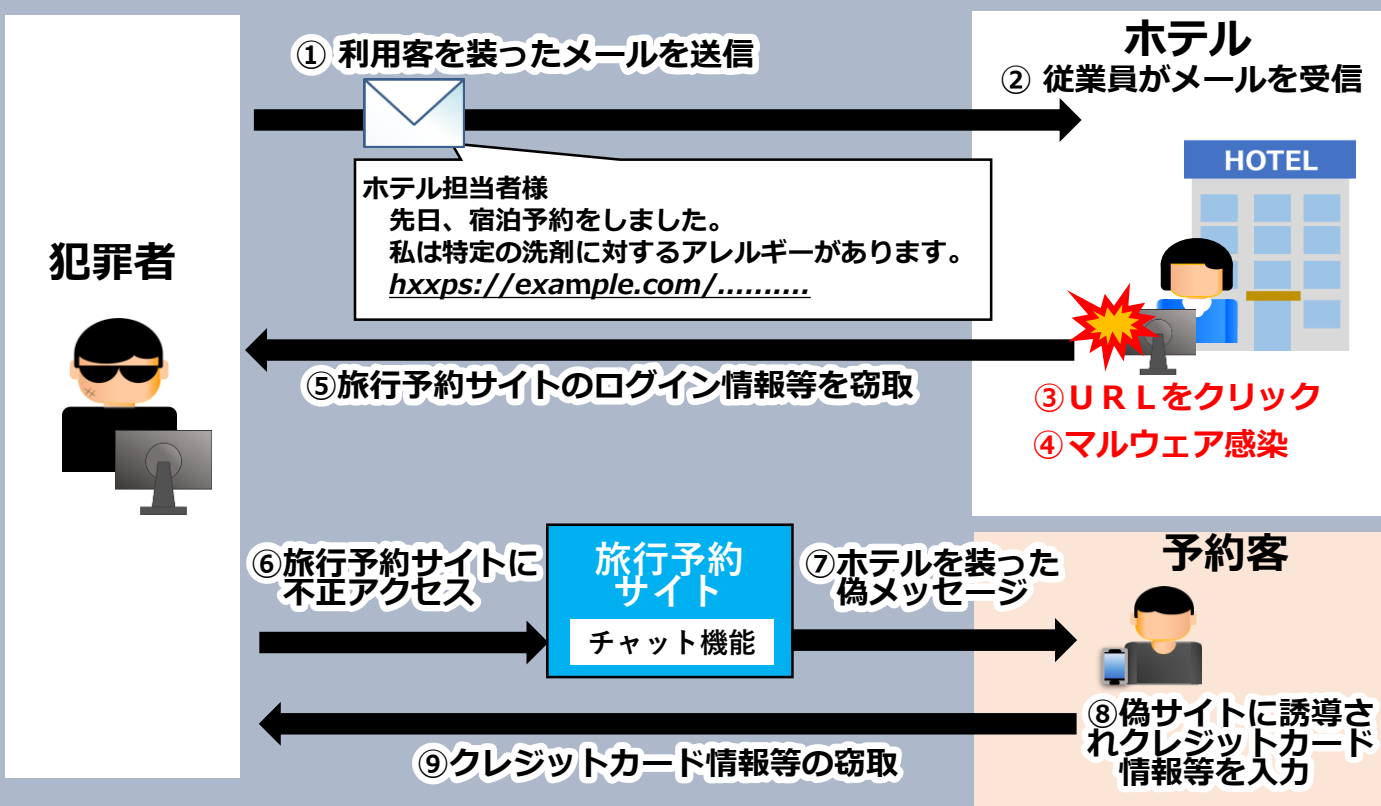 ① 利用客を装ったメールを送信
ホテル
② 従業員がメールを受信
HOTEL
ホテル担当者様
先日、宿泊予約をしました。
私は特定の洗剤に対するアレルギーがあります。
hxxps://example.com/..........
犯罪者
⑤旅行予約サイトのログイン情報等を窃取
③ＵＲＬをクリック
④マルウェア感染
⑥旅行予約サイトに
不正アクセス
旅行予約
サイト
チャット機能
⑦ホテルを装った
偽メッセージ
予約客
⑧偽サイトに誘導さ
れクレジットカード
情報等を入力
⑨クレジットカード情報等の窃取